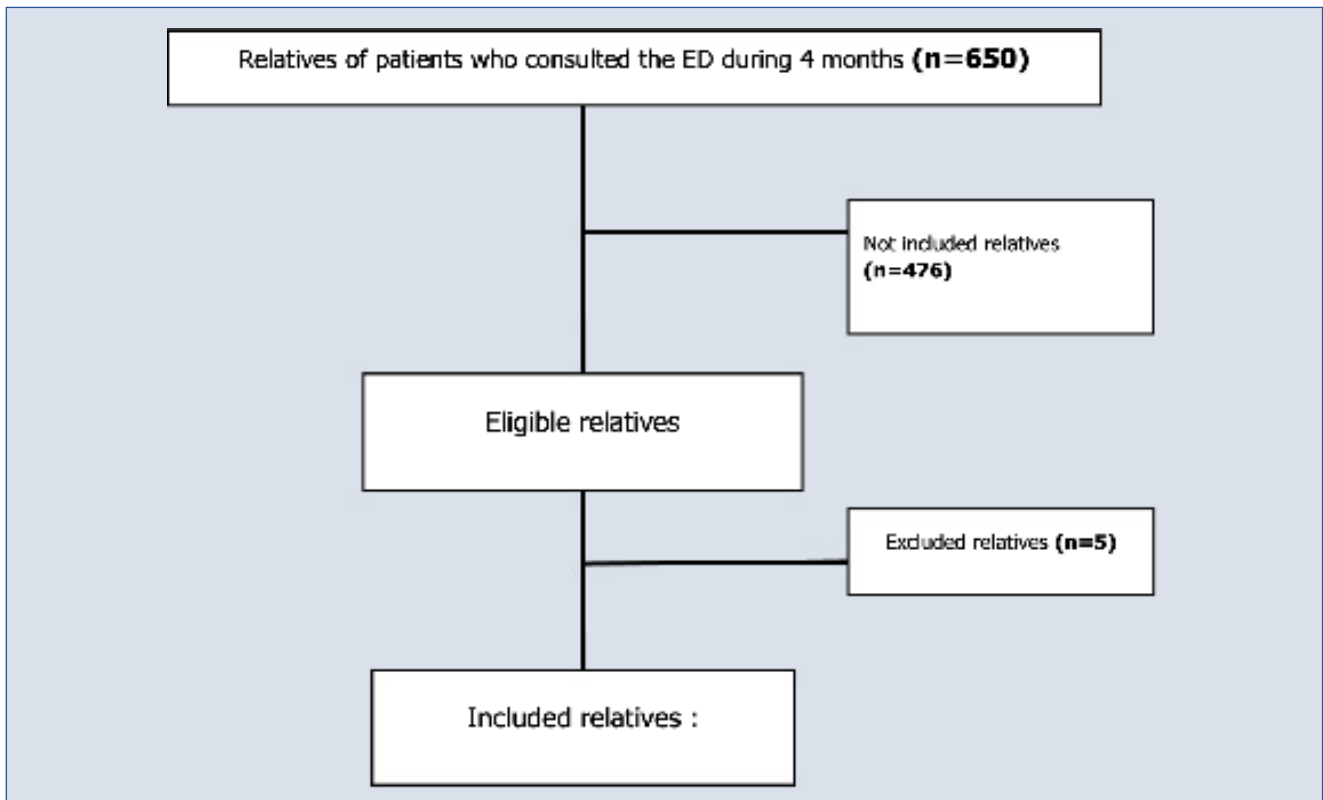 Relatives of patients who consulted the ED during 4 months (n=650)
Not included relatives
(n=476)
Eligible relatives
Excluded relatives (n=5)
Included relatives :